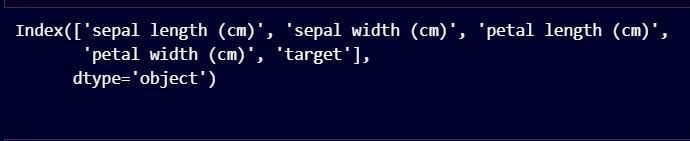 Index(['sepal length (cm)', 'sepal width (cm)', 'petal length (cm)',
       'petal width (cm)', 'target'],
      dtype='object')